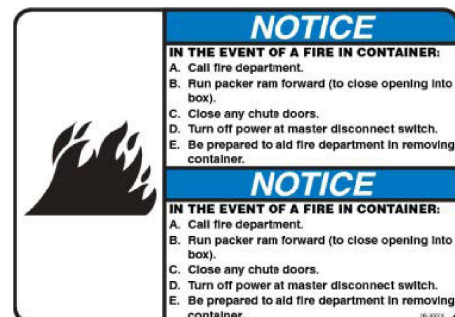 NOTICE
IN THE EVENT OF A FIRE IN CONTAINER:
A. Call fire department.
B. Run packer ram forward (to close opening into
box).
C. Close any chute doors.
D. Turn off power at master disconnect switch.
E. Be prepared to aid fire department in removing
container.
NOTICE
IN THE EVENT OF A FIRE IN CONTAINER:
A. Call fire department.
B. Run packer ram forward (to close opening into
box).
C. Close any chute doors.
D. Turn off power at master disconnect switch.
E. Be prepared to aid fire department in removing
container.